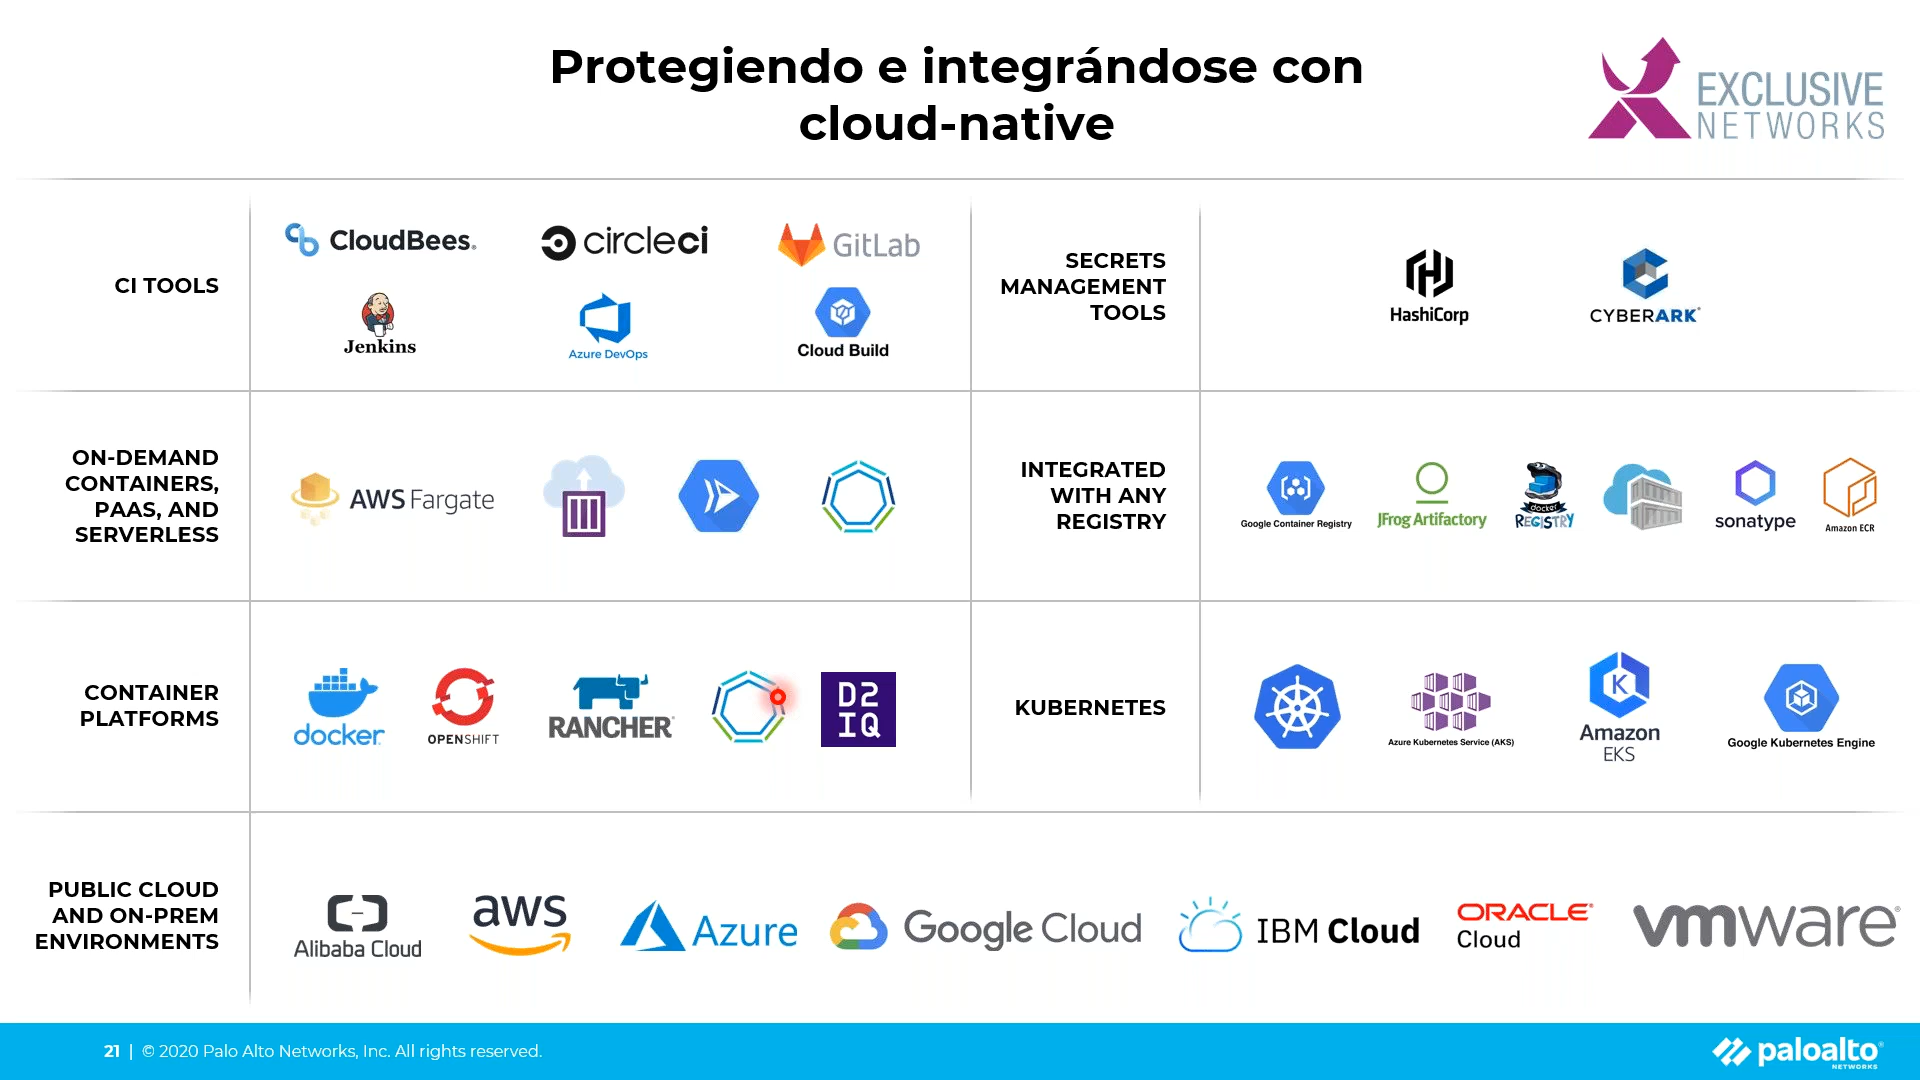 Protegiendo e integrándose con
cloud-native
EXCLUSIVE
NETWORKS
CI TOOLS
CloudBees.
circleci
GitLab
Jenkins
Azure DevOps
Cloud Build
SECRETS
MANAGEMENT
TOOLS
HashiCorp
CYBERARK®
ON-DEMAND
CONTAINERS,
PAAS, AND
SERVERLESS
AWS Fargate
INTEGRATED
WITH ANY
REGISTRY
Google Container Registry
JFrog Artifactory
docker
REGISTRY
sonatype
Amazon ECR
CONTAINER
PLATFORMS
docker
OPENSHIFT
RANCHER®
D2
IQ
KUBERNETES
Azure Kubernetes Service (AKS)
K
Amazon
EKS
Google Kubernetes Engine
PUBLIC CLOUD
AND ON-PREM
ENVIRONMENTS
Alibaba Cloud
aws
Azure
Google Cloud
IBM Cloud
ORACLE®
Cloud
vmware®
21 | © 2020 Palo Alto Networks, Inc. All rights reserved.
paloalto®
NETWORKS